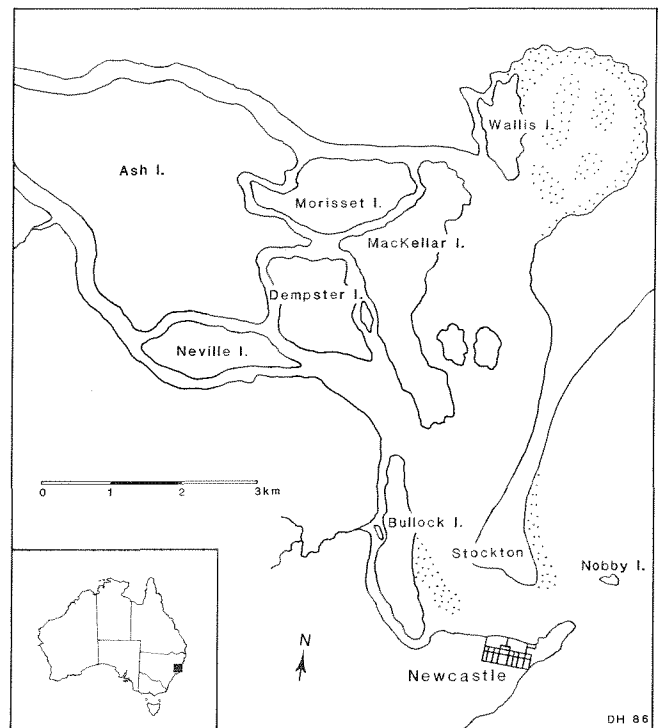 Wallis I.
Ash I.
Morisset I.
MacKellar I.
Dempster I.
Neville I.
0 1 2 3km
Bullock I.
Stockton
Nobby I.
N
Newcastle
DH 86